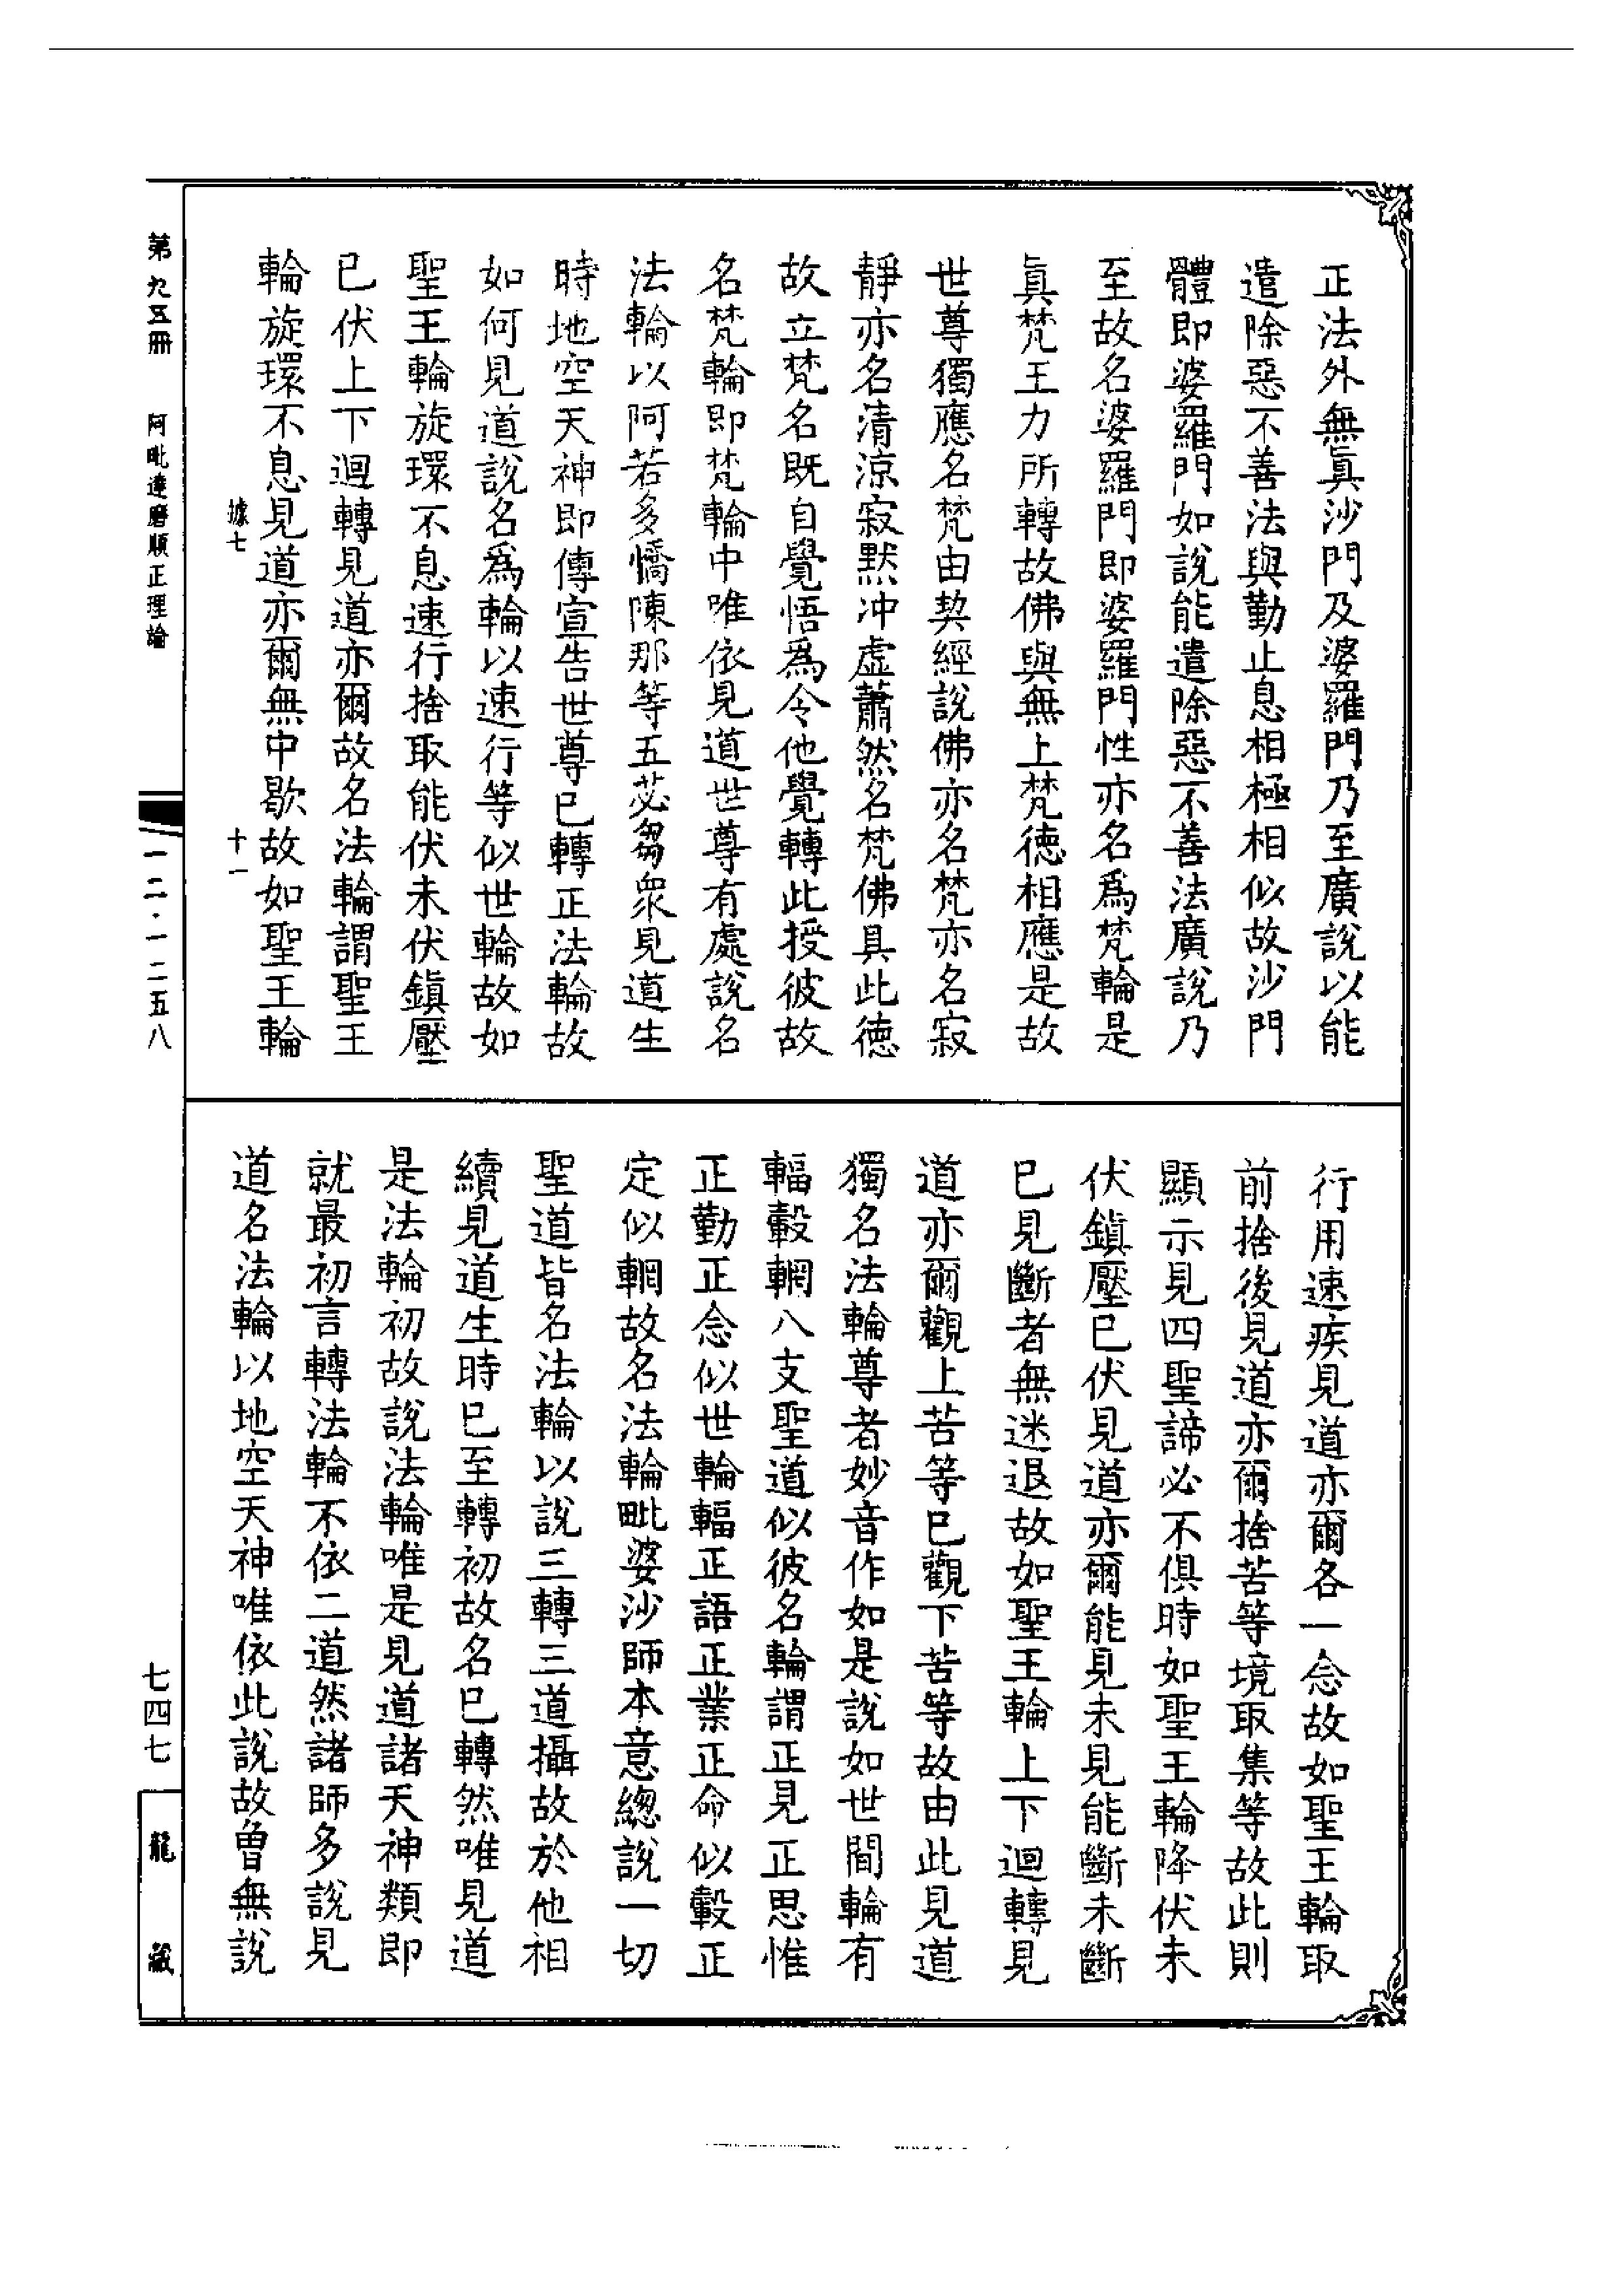 正法外無眞沙門及婆羅門乃至廣說以能
遣除惡不善法與勤止息相極相似故沙門
體即婆羅門如說能遣除惡不善法廣說乃
至故名婆羅門即婆羅門性亦名爲梵輪是
眞梵王力所轉故佛與無上梵德相應是故
世尊獨應名梵由契經說佛亦名梵亦名寂
靜亦名清涼寂默冲虛蕭然名梵佛具此德
故立梵名既自覺悟爲令他覺轉此授彼故
名梵輪即梵輪中唯依見道世尊有處說名
法輪以阿若多憍陳那等五苾芻衆見道生
時地空天神即傳宣告世尊已轉正法輪故
如何見道說名爲輪以速行等似世輪故如
聖王輪旋環不息速行捨取能伏未伏鎮壓
已伏上下迴轉見道亦爾故名法輪謂聖王
輪旋環不息見道亦爾無中歇故如聖王輪
據七 十一
行用速疾見道亦爾各一念故如聖王輪取
前捨後見道亦爾捨苦等境取集等故此則
顯示見四聖諦必不俱時如聖王輪降伏未
伏鎮壓已伏見道亦爾能見未見能斷未斷
已見斷者無迷退故如聖王輪上下迴轉見
道亦爾觀上苦等已觀下苦等故由此見道
獨名法輪尊者妙音作如是說如世間輪有
輻轂輞八支聖道似彼名輪謂正見正思惟
正勤正念似世輪輻正語正業正命似轂正
定似輞故名法輪毗婆沙師本意總說一切
聖道皆名法輪以說三轉三道攝故於他相
續見道生時已至轉初故名已轉然唯見道
是法輪初故說法輪唯是見道諸天神類即
就最初言轉法輪不依二道然諸師多說見
道名法輪以地空天神唯依此說故曾無說
第九五冊 阿毗達磨順正理論
一二·一二五八
七四七
龍藏